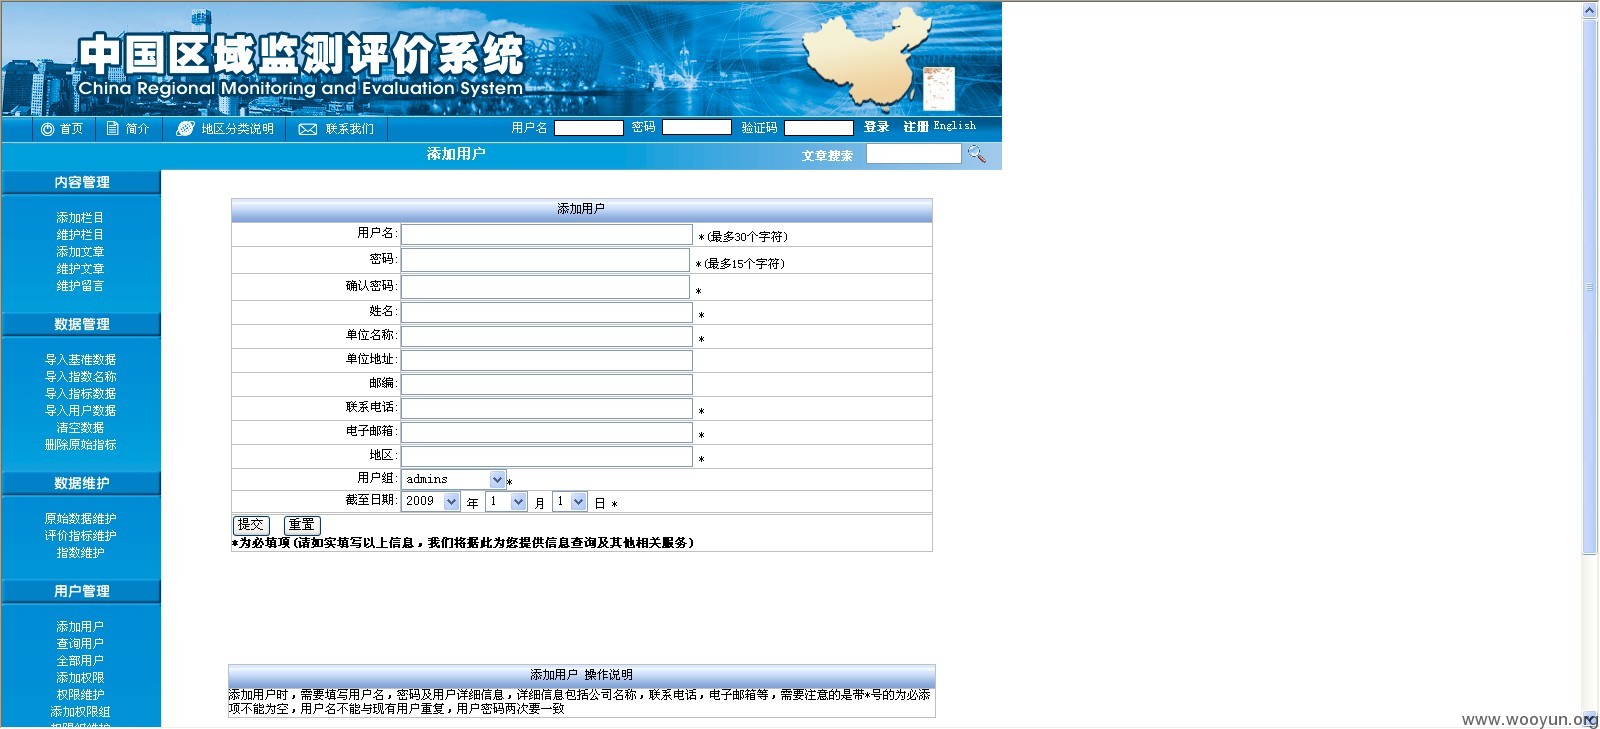 中国区域监测评价系统
China Regional Monitoring and Evaluation System
首页 简介 地区分类说明 联系我们 用户名 密码 验证码 登录 注册 English
添加用户 文章搜索
内容管理
添加栏目
维护栏目
添加文章
维护文章
维护留言
数据管理
导入基准数据
导入指数名称
导入指标数据
导入用户数据
清空数据
删除原始指标
数据维护
原始数据维护
评价指标维护
指数维护
用户管理
添加用户
查询用户
全部用户
添加权限
权限维护
添加权限组
权限组维护
添加用户
用户名: *(最多30个字符)
密码: *(最多15个字符)
确认密码: *
姓名: *
单位名称: *
单位地址:
邮编:
联系电话: *
电子邮箱: *
地区: *
用户组: admins *
截至日期: 2009 年 1 月 1 日 *
提交 重置
*为必填项(请如实填写以上信息，我们将据此为您提供信息查询及其他相关服务)
添加用户 操作说明
添加用户时，需要填写用户名，密码及用户详细信息，详细信息包括公司名称，联系电话，电子邮箱等，需要注意的是带*号的为必添
项不能为空，用户名不能与现有用户重复，用户密码两次要一致
www.wooyun.org